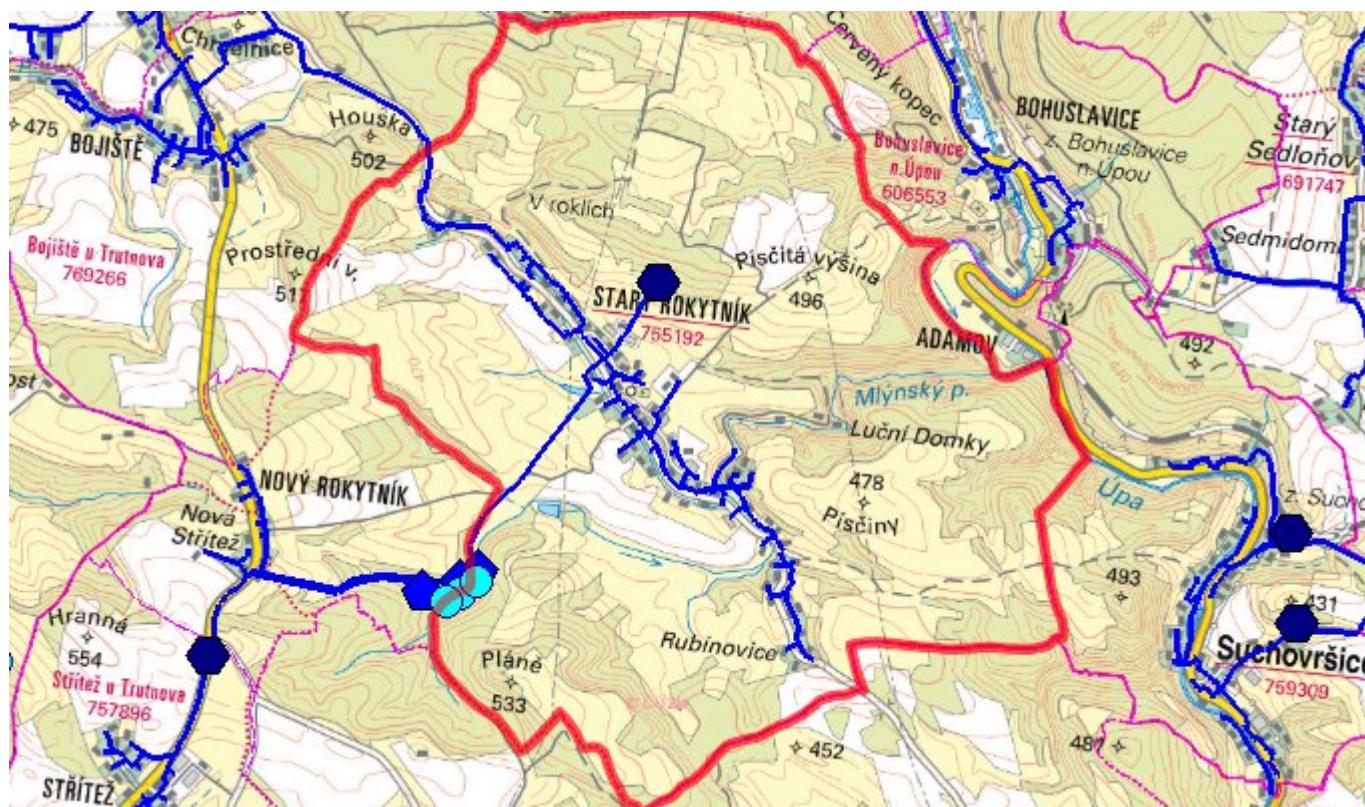 Chmelnice
475
BOJIŠTĚ
Houška
502
Červený kopec
BOHUSLAVICE
z. Bohuslavice
n. Úpou
Starý
Sedloňov
691747
Bohuslavice
n.Úpou
606553
V roklích
Sedmidomí
Bojiště u Trutnova
769266
Prostřední v.
517
Písčitá výšina
496
STARÝ ROKYTNÍK
755192
ADAMOV
492
Mlýnský p.
Luční Domky
NOVÝ ROKYTNÍK
Nová
Střítež
478
Písčiny
Úpa
493
Hranná
554
Střítež u Trutnova
757896
Pláně
533
Rubínovice
431
Suchovršice
759309
452
487
STŘÍTEŽ